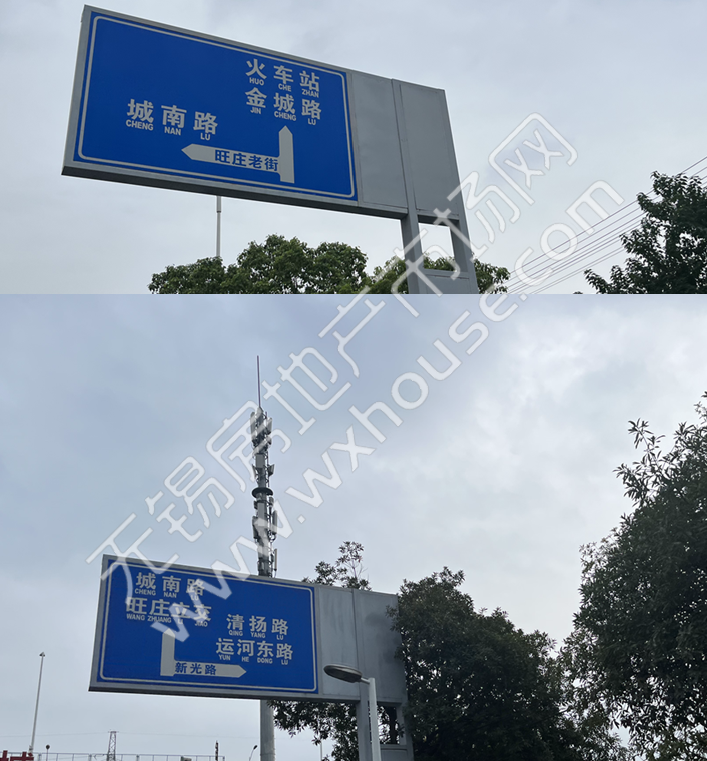 火车站
HUO CHE ZHAN
金城路
JIN CHENG LU
城南路
CHENG NAN LU
旺庄老街
无锡房地产市场网
www.wxhouse.com
城南路
CHENG NAN LU
旺庄立交
WANG ZHUANG LI JIAO
清扬路
QING YANG LU
运河东路
YUN HE DONG LU
新光路